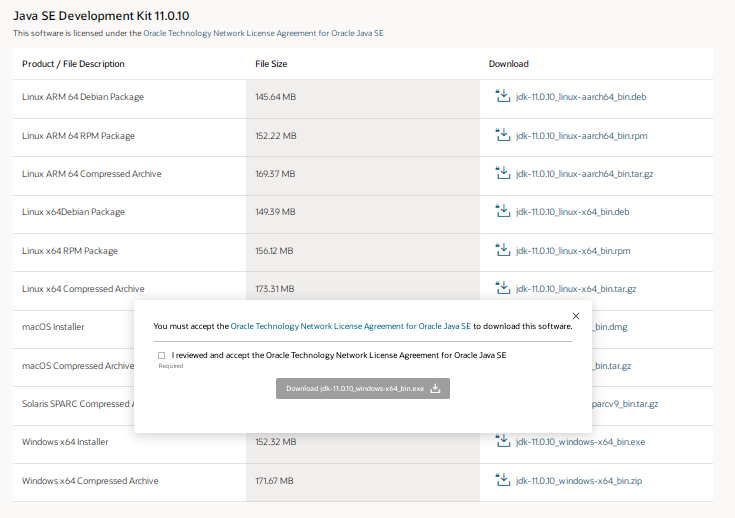 Java SE Development Kit 11.0.10
This software is licensed under the Oracle Technology Network License Agreement for Oracle Java SE
Product / File Description File Size Download
Linux ARM 64 Debian Package 145.64 MB jdk-11.0.10_linux-aarch64_bin.deb
Linux ARM 64 RPM Package 152.22 MB jdk-11.0.10_linux-aarch64_bin.rpm
Linux ARM 64 Compressed Archive 169.37 MB jdk-11.0.10_linux-aarch64_bin.tar.gz
Linux x64Debian Package 149.39 MB jdk-11.0.10_linux-x64_bin.deb
Linux x64 RPM Package 156.12 MB jdk-11.0.10_linux-x64_bin.rpm
Linux x64 Compressed Archive 173.31 MB jdk-11.0.10_linux-x64_bin.tar.gz
You must accept the Oracle Technology Network License Agreement for Oracle Java SE to download this software.
I reviewed and accept the Oracle Technology Network License Agreement for Oracle Java SE
Required
Download jdk-11.0.10_windows-x64_bin.exe
macOS Installer _bin.dmg
macOS Compressed Archive _bin.tar.gz
Solaris SPARC Compressed parcv9_bin.tar.gz
Windows x64 Installer 152.32 MB jdk-11.0.10_windows-x64_bin.exe
Windows x64 Compressed Archive 171.67 MB jdk-11.0.10_windows-x64_bin.zip